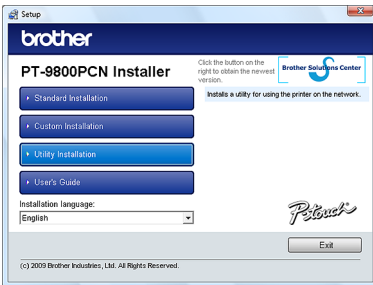 Setup
brother
PT-9800PCN Installer
Click the button on the
right to obtain the newest
version.
Brother Solutions Center
Installs a utility for using the printer on the network.
Standard Installation
Custom Installation
Utility Installation
User's Guide
Installation language:
English
P-touch
Exit
(c) 2009 Brother Industries, Ltd. All Rights Reserved.